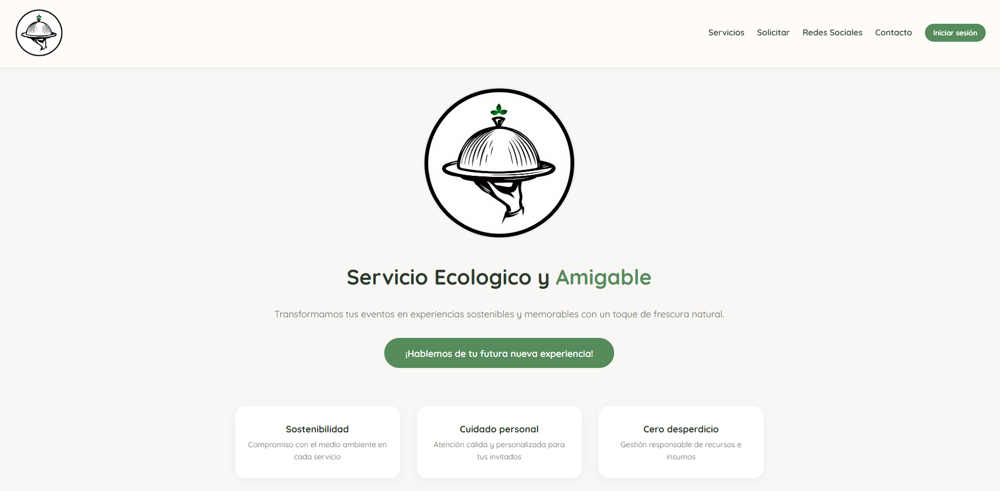 Servicios Solicitar Redes Sociales Contacto Iniciar sesión
Servicio Ecologico y Amigable
Transformamos tus eventos en experiencias sostenibles y memorables con un toque de frescura natural.
¡Hablemos de tu futura nueva experiencia!
Sostenibilidad
Compromiso con el medio ambiente en
cada servicio
Cuidado personal
Atención cálida y personalizada para
tus invitados
Cero desperdicio
Gestión responsable de recursos e
insumos